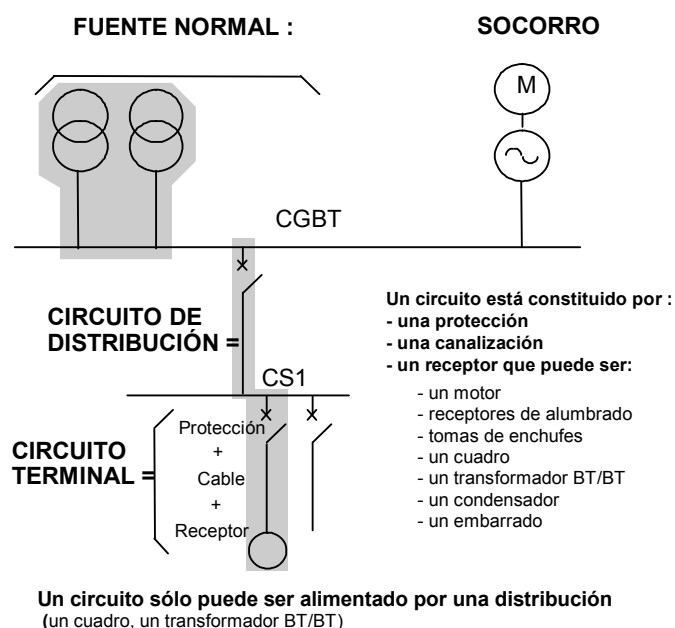 FUENTE NORMAL :
SOCORRO
M
CGBT
CIRCUITO DE
DISTRIBUCIÓN =
CS1
CIRCUITO
TERMINAL =
Protección
+
Cable
+
Receptor
Un circuito está constituido por :
- una protección
- una canalización
- un receptor que puede ser:
- un motor
- receptores de alumbrado
- tomas de enchufes
- un cuadro
- un transformador BT/BT
- un condensador
- un embarrado
Un circuito sólo puede ser alimentado por una distribución
(un cuadro, un transformador BT/BT)